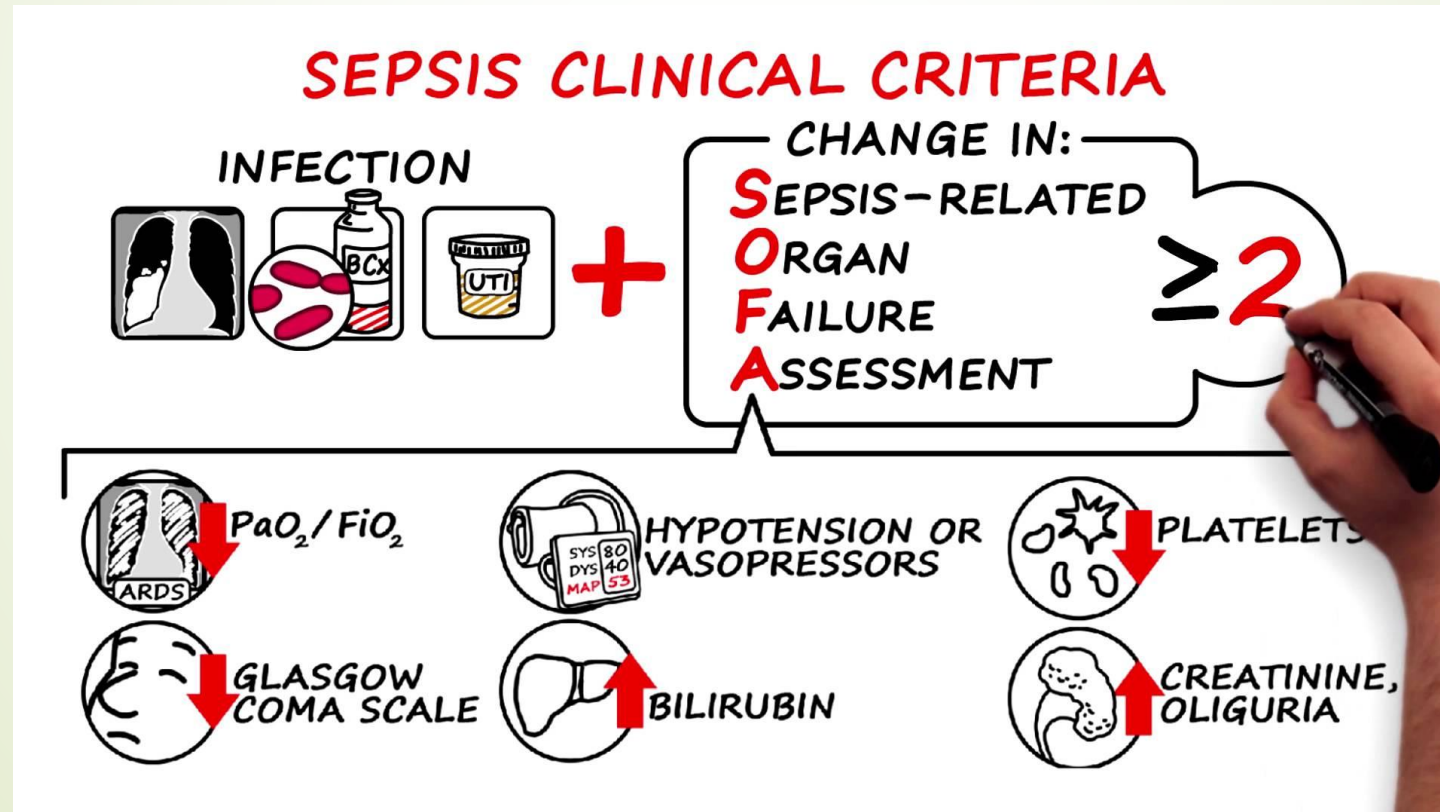 SEPSIS CLINICAL CRITERIA
INFECTION
BCx
UTI
+
CHANGE IN:
SEPSIS-RELATED
ORGAN
FAILURE
ASSESSMENT
≥2
ARDS
PaO₂/FiO₂
SYS 80
DYS 40
MAP 53
HYPOTENSION OR
VASOPRESSORS
PLATELETS
GLASGOW
COMA SCALE
BILIRUBIN
CREATININE,
OLIGURIA